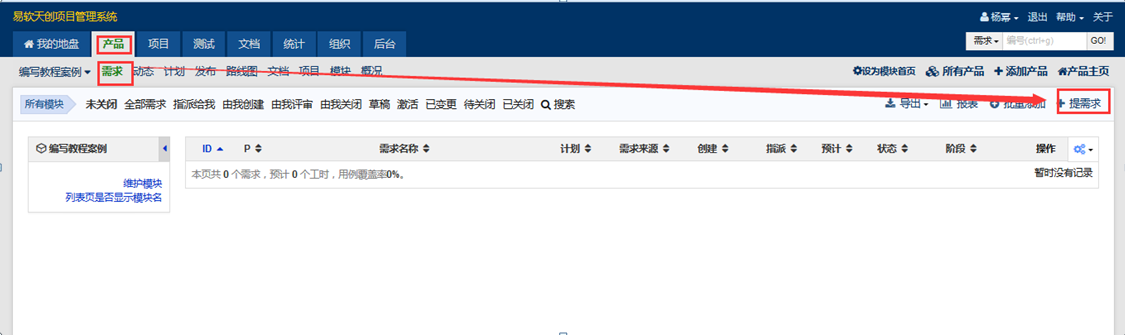 易软天创项目管理系统
杨幂 退出 帮助 关于
我的地盘 产品 项目 测试 文档 统计 组织 后台
需求 编号(ctrl+g) GO!
编写教程案例 需求 动态 计划 发布 路线图 文档 项目 模块 概况
设为模块首页 所有产品 添加产品 产品主页
所有模块 未关闭 全部需求 指派给我 由我创建 由我评审 由我关闭 草稿 激活 已变更 待关闭 已关闭 搜索
导出 报表 批量添加 提需求
编写教程案例
维护模块
列表页是否显示模块名
ID P 需求名称 计划 需求来源 创建 指派 预计 状态 阶段 操作
本页共 0 个需求，预计 0 个工时，用例覆盖率0%。
暂时没有记录